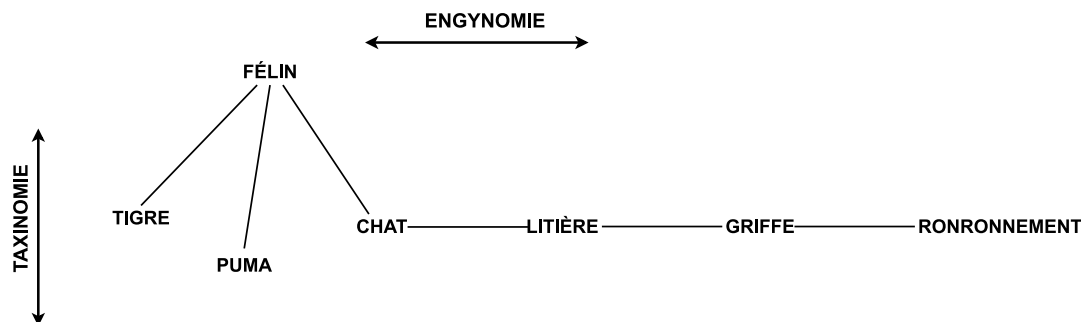 ENGYNOMIE
FÉLIN
TAXINOMIE
TIGRE
CHAT
LITIÈRE
GRIFFE
RONRONNEMENT
PUMA